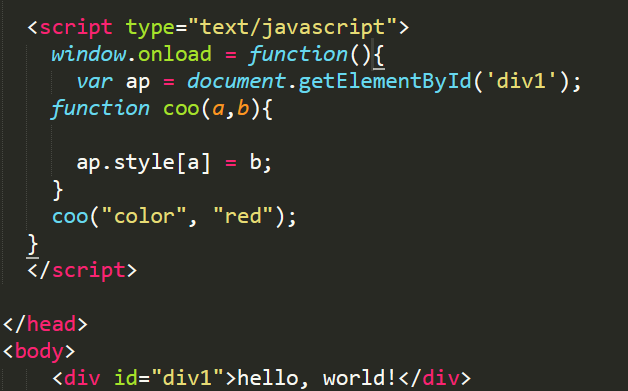 <script type="text/javascript">
window.onload = function(){
var ap = document.getElementById('div1');
function coo(a,b){
ap.style[a] = b;
}
coo("color", "red");
}
</script>
</head>
<body>
<div id="div1">hello, world!</div>